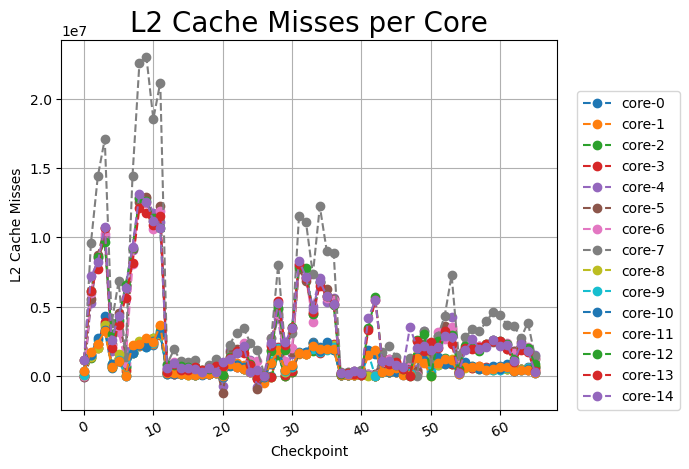 L2 Cache Misses per Core
1e7
2.0
1.5
1.0
0.5
0.0
L2 Cache Misses
0 10 20 30 40 50 60
Checkpoint
core-0
core-1
core-2
core-3
core-4
core-5
core-6
core-7
core-8
core-9
core-10
core-11
core-12
core-13
core-14